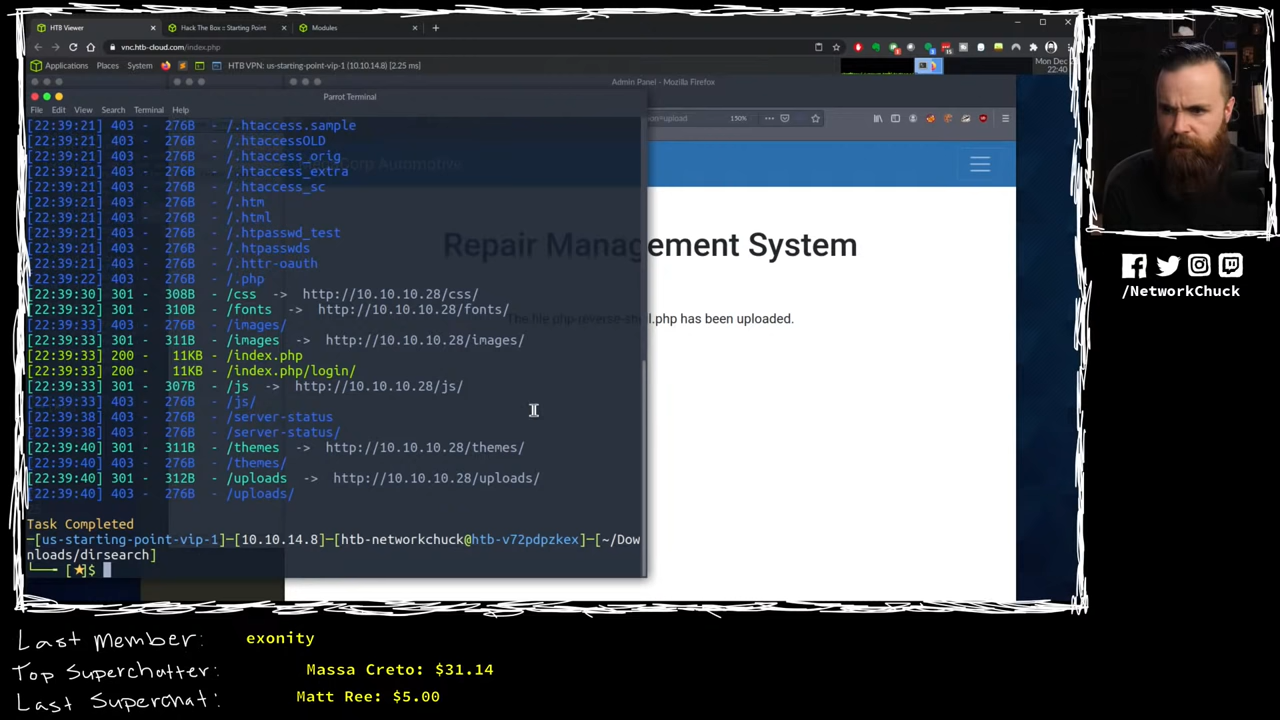 HTB Viewer
Hack The Box :: Starting Point
Modules
vnc.htb-cloud.com/index.php
Applications Places System
HTB VPN: us-starting-point-vip-1 (10.10.14.8) [2.25 ms]
Mon Dec
22:40
Admin Panel - Mozilla Firefox
Parrot Terminal
File Edit View Search Terminal Help
150%
[22:39:21] 403 - 276B - /.htaccess.sample
[22:39:21] 403 - 276B - /.htaccessOLD
[22:39:21] 403 - 276B - /.htaccess_orig
[22:39:21] 403 - 276B - /.htaccess_extra
[22:39:21] 403 - 276B - /.htaccess_sc
[22:39:21] 403 - 276B - /.htm
[22:39:21] 403 - 276B - /.html
[22:39:21] 403 - 276B - /.htpasswd_test
[22:39:21] 403 - 276B - /.htpasswds
[22:39:21] 403 - 276B - /.httr-oauth
[22:39:22] 403 - 276B - /.php
[22:39:30] 301 - 308B - /css -> http://10.10.10.28/css/
[22:39:32] 301 - 310B - /fonts -> http://10.10.10.28/fonts/
[22:39:33] 403 - 276B - /images/
[22:39:33] 301 - 311B - /images -> http://10.10.10.28/images/
[22:39:33] 200 - 11KB - /index.php
[22:39:33] 200 - 11KB - /index.php/login/
[22:39:33] 301 - 307B - /js -> http://10.10.10.28/js/
[22:39:33] 403 - 276B - /js/
[22:39:38] 403 - 276B - /server-status
[22:39:38] 403 - 276B - /server-status/
[22:39:40] 301 - 311B - /themes -> http://10.10.10.28/themes/
[22:39:40] 403 - 276B - /themes/
[22:39:40] 301 - 312B - /uploads -> http://10.10.10.28/uploads/
[22:39:40] 403 - 276B - /uploads/
Task Completed
─[us-starting-point-vip-1]─[10.10.14.8]─[htb-networkchuck@htb-v72pdpzkex]─[~/Dow
nloads/dirsearch]
└──╼ [★]$
Automotive
Repair Management System
The file php-reverse-shell.php has been uploaded.
/NetworkChuck
Last Member: exonity
Top Superchatter: Massa Creto: $31.14
Last Superchat: Matt Ree: $5.00